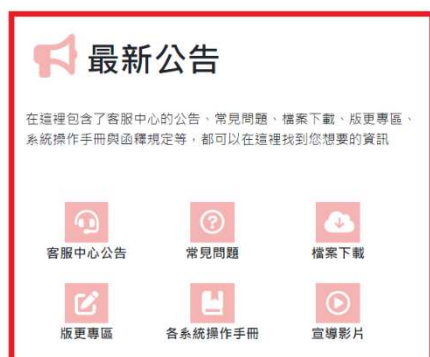 最新公告
在這裡包含了客服中心的公告、常見問題、檔案下載、版更專區、
系統操作手冊與函釋規定等，都可以在這裡找到您想要的資訊
客服中心公告 常見問題 檔案下載
版更專區 各系統操作手冊 宣導影片